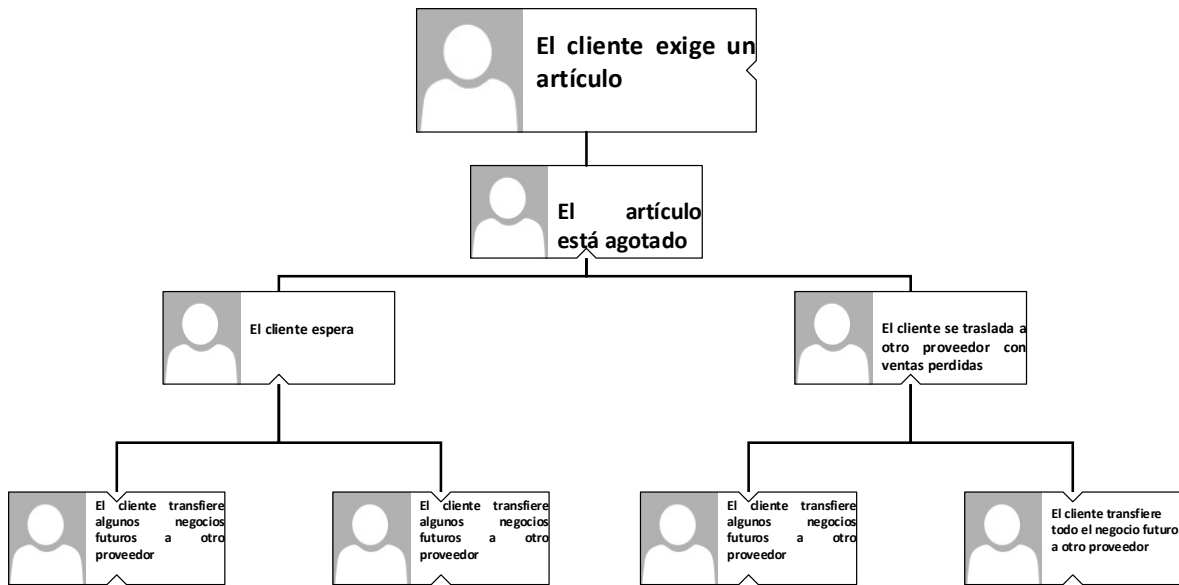 El cliente exige un
artículo
El artículo
está agotado
El cliente espera
El cliente se traslada a
otro proveedor con
ventas perdidas
El cliente transfiere
algunos negocios
futuros a otro
proveedor
El cliente transfiere
algunos negocios
futuros a otro
proveedor
El cliente transfiere
algunos negocios
futuros a otro
proveedor
El cliente transfiere
todo el negocio futuro
a otro proveedor